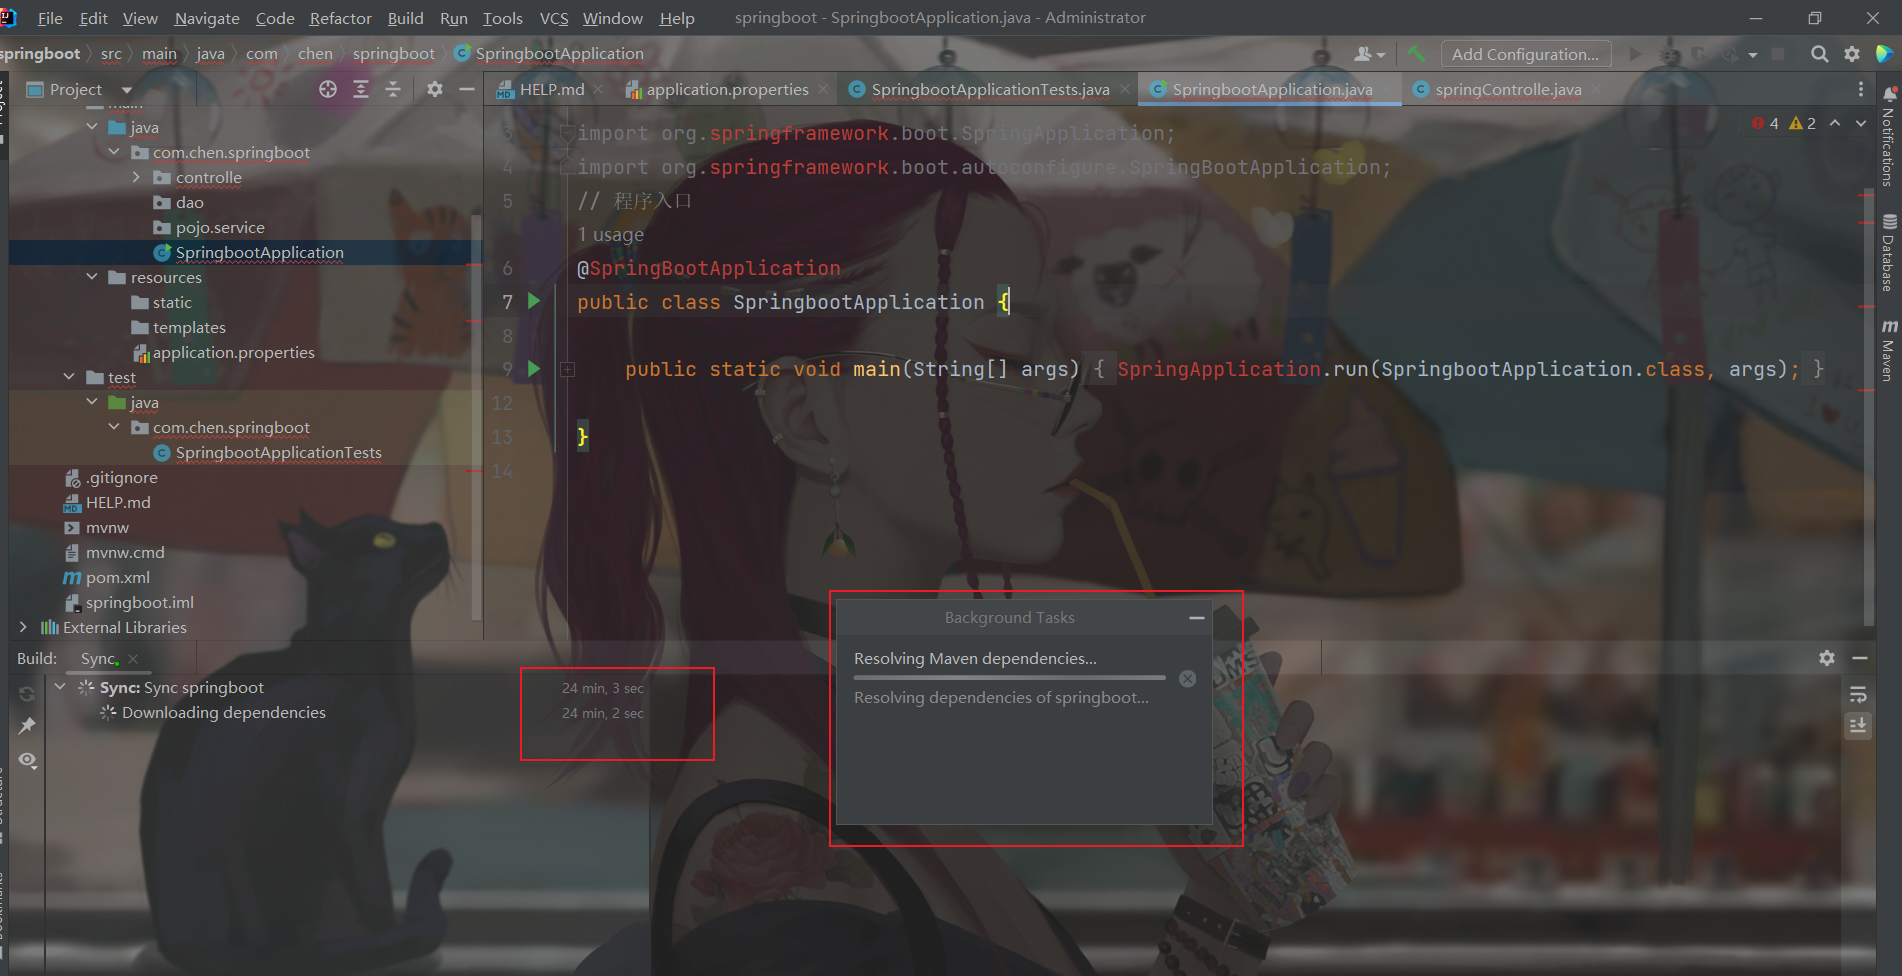 File Edit View Navigate Code Refactor Build Run Tools VCS Window Help springboot - SpringbootApplication.java - Administrator
springboot src main java com chen springboot SpringbootApplication Add Configuration...
Project HELP.md application.properties SpringbootApplicationTests.java SpringbootApplication.java springControlle.java
main
java
com.chen.springboot
controlle
dao
pojo.service
SpringbootApplication
resources
static
templates
application.properties
test
java
com.chen.springboot
SpringbootApplicationTests
.gitignore
HELP.md
mvnw
mvnw.cmd
pom.xml
springboot.iml
External Libraries
3 import org.springframework.boot.SpringApplication;
4 import org.springframework.boot.autoconfigure.SpringBootApplication;
5 // 程序入口
1 usage
6 @SpringBootApplication
7 public class SpringbootApplication {
8
9 public static void main(String[] args) { SpringApplication.run(SpringbootApplication.class, args); }
12
13 }
14
4 2
Notifications
Database
Maven
Build: Sync
Sync: Sync springboot 24 min, 3 sec
Downloading dependencies 24 min, 2 sec
Background Tasks
Resolving Maven dependencies...
Resolving dependencies of springboot...